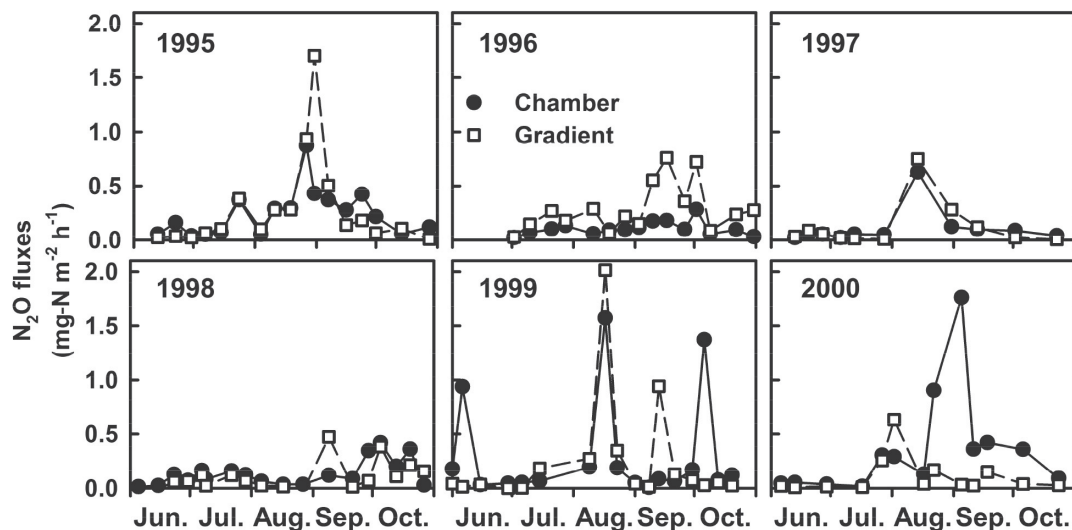 2.0
1.5
1.0
0.5
0.0
1995
1996
Chamber
Gradient
1997
N₂O fluxes
(mg-N m⁻² h⁻¹)
2.0
1.5
1.0
0.5
0.0
1998
1999
2000
Jun. Jul. Aug. Sep. Oct.
Jun. Jul. Aug. Sep. Oct.
Jun. Jul. Aug. Sep. Oct.